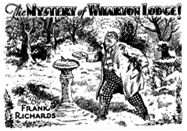 The MYSTERY of WHARTON LODGE!
FRANK
RICHARDS